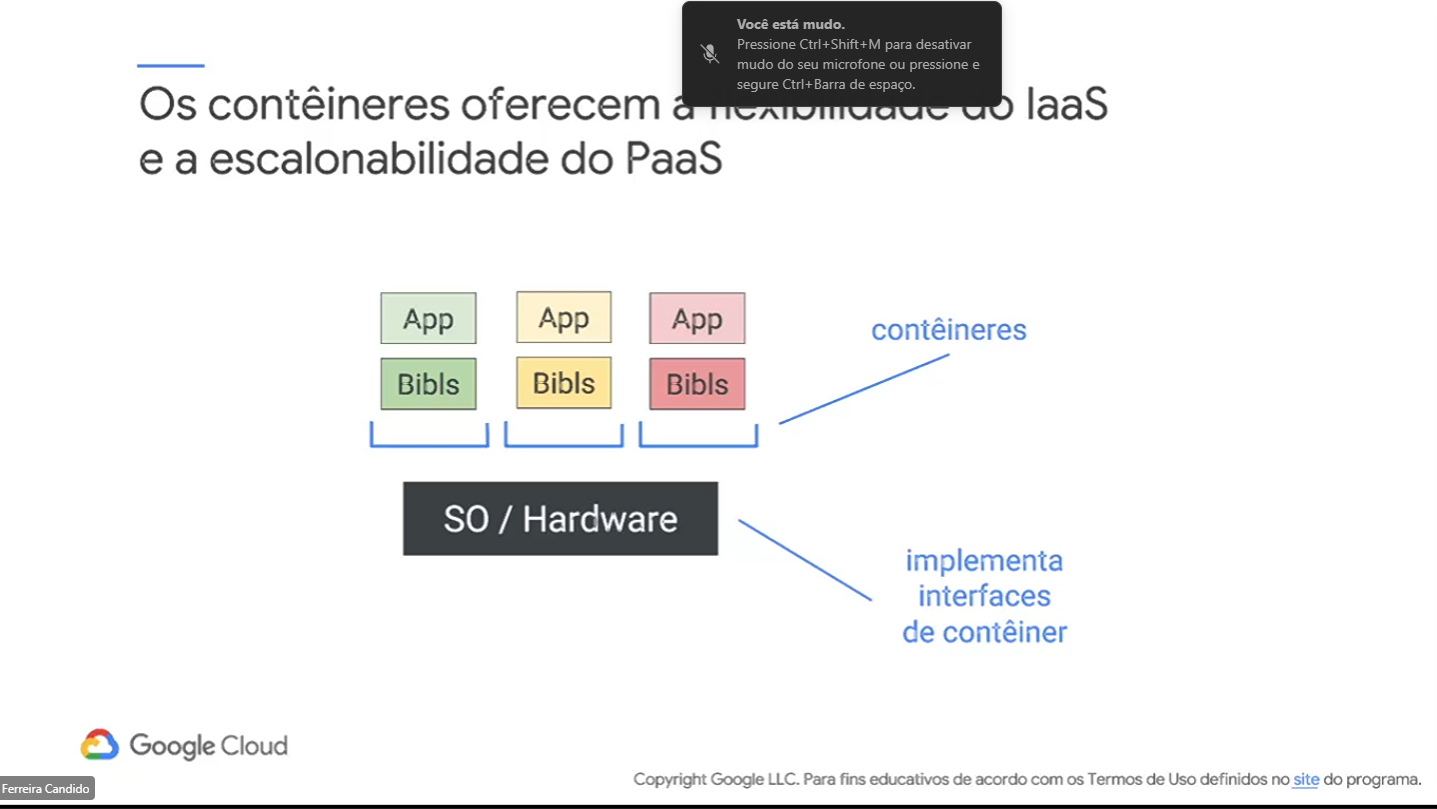 Você está mudo.
Pressione Ctrl+Shift+M para desativar
mudo do seu microfone ou pressione e
segure Ctrl+Barra de espaço.
Os contêineres oferecem a flexibilidade do IaaS
e a escalonabilidade do PaaS
App App App
contêineres
Bibls Bibls Bibls
SO / Hardware
implementa
interfaces
de contêiner
Google Cloud
Copyright Google LLC. Para fins educativos de acordo com os Termos de Uso definidos no site do programa.
Ferreira Candido